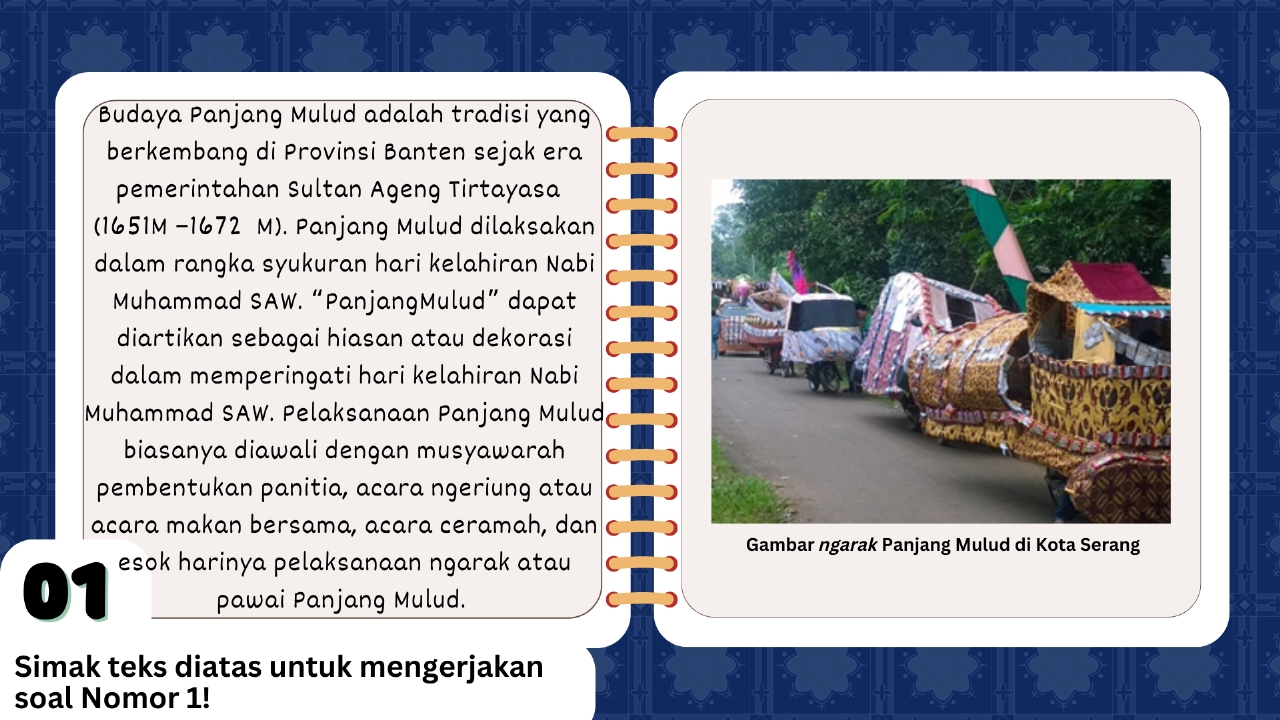 Budaya Panjang Mulud adalah tradisi yang
berkembang di Provinsi Banten sejak era
pemerintahan Sultan Ageng Tirtayasa
(1651M –1672 M). Panjang Mulud dilaksakan
dalam rangka syukuran hari kelahiran Nabi
Muhammad SAW. “PanjangMulud” dapat
diartikan sebagai hiasan atau dekorasi
dalam memperingati hari kelahiran Nabi
Muhammad SAW. Pelaksanaan Panjang Mulud
biasanya diawali dengan musyawarah
pembentukan panitia, acara ngeriung atau
acara makan bersama, acara ceramah, dan
esok harinya pelaksanaan ngarak atau
pawai Panjang Mulud.
01
Simak teks diatas untuk mengerjakan
soal Nomor 1!
Gambar ngarak Panjang Mulud di Kota Serang